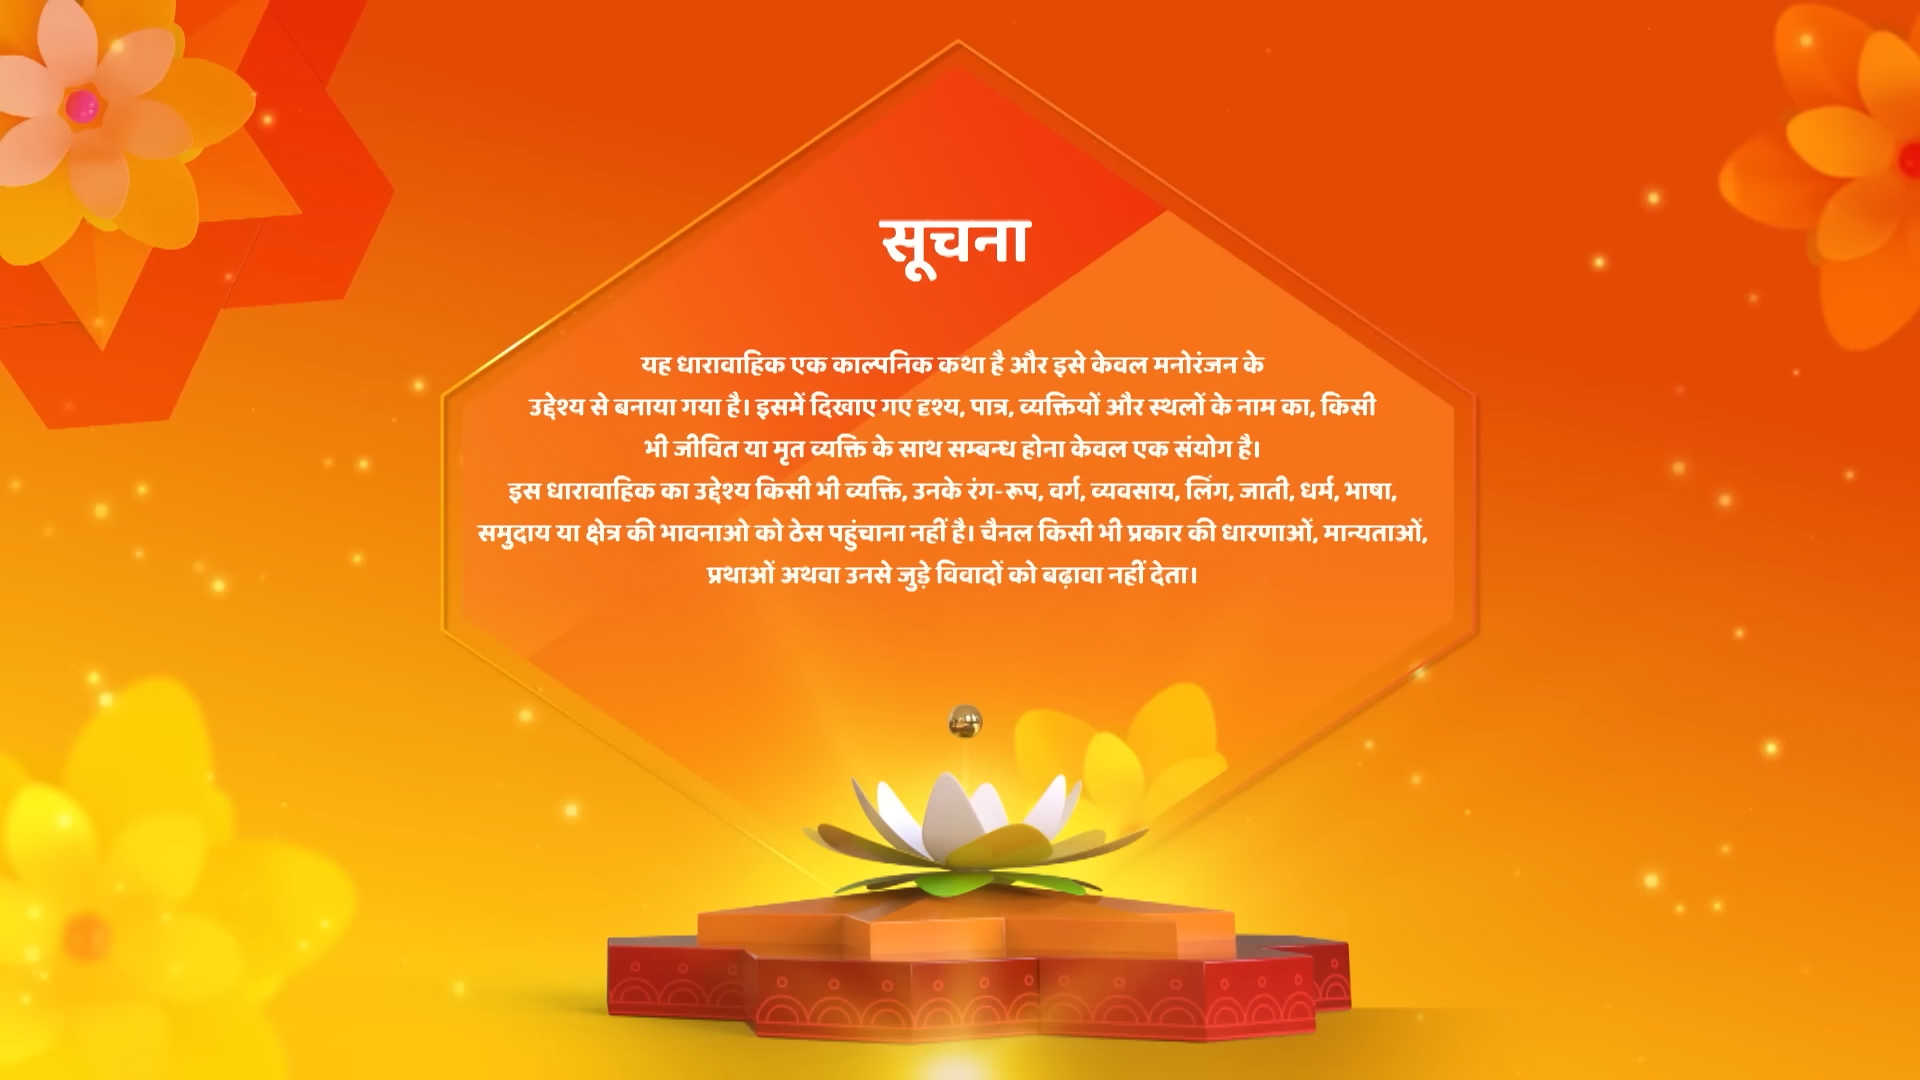 सूचना
यह धारावाहिक एक काल्पनिक कथा है और इसे केवल मनोरंजन के
उद्देश्य से बनाया गया है। इसमें दिखाए गए दृश्य, पात्र, व्यक्तियों और स्थलों के नाम का, किसी
भी जीवित या मृत व्यक्ति के साथ सम्बन्ध होना केवल एक संयोग है।
इस धारावाहिक का उद्देश्य किसी भी व्यक्ति, उनके रंग-रूप, वर्ग, व्यवसाय, लिंग, जाती, धर्म, भाषा,
समुदाय या क्षेत्र की भावनाओ को ठेस पहुंचाना नहीं है। चैनल किसी भी प्रकार की धारणाओं, मान्यताओं,
प्रथाओं अथवा उनसे जुड़े विवादों को बढ़ावा नहीं देता।